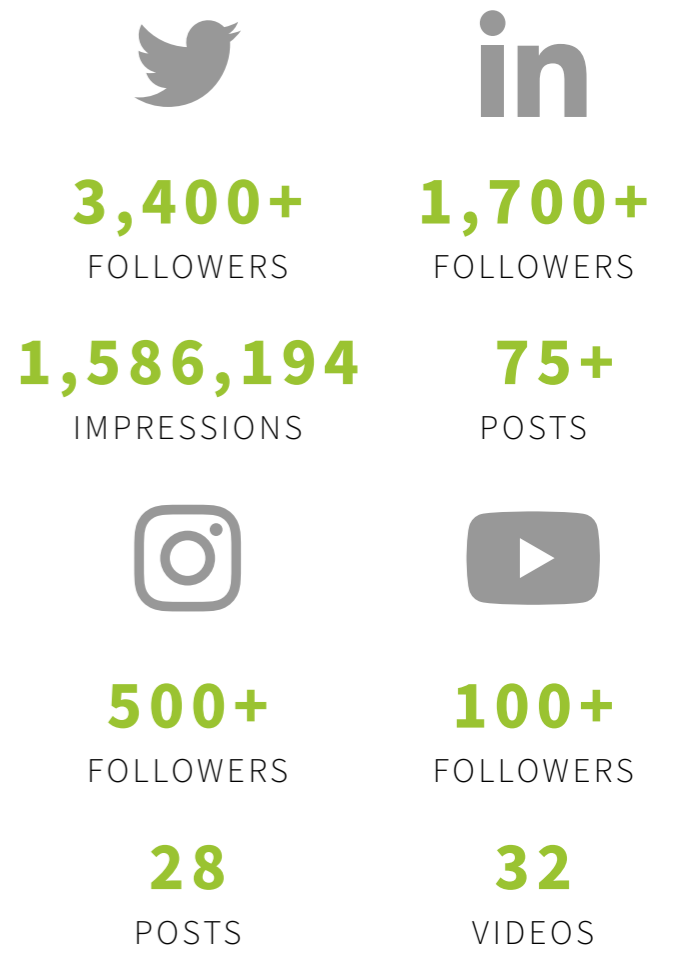 in
3,400+
FOLLOWERS
1,586,194
IMPRESSIONS
1,700+
FOLLOWERS
75+
POSTS
500+
FOLLOWERS
28
POSTS
100+
FOLLOWERS
32
VIDEOS